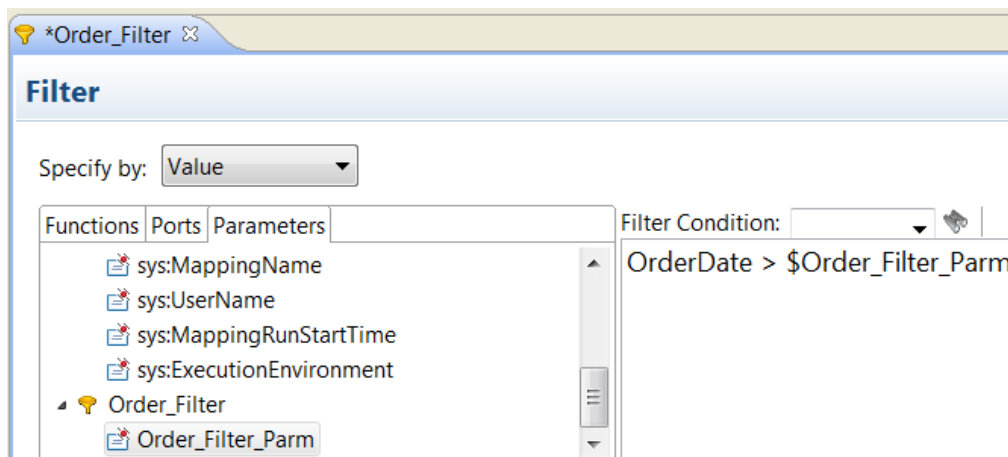 *Order_Filter
Filter
Specify by: Value
Functions Ports Parameters
Filter Condition:
sys:MappingName
OrderDate > $Order_Filter_Parm
sys:UserName
sys:MappingRunStartTime
sys:ExecutionEnvironment
Order_Filter
Order_Filter_Parm